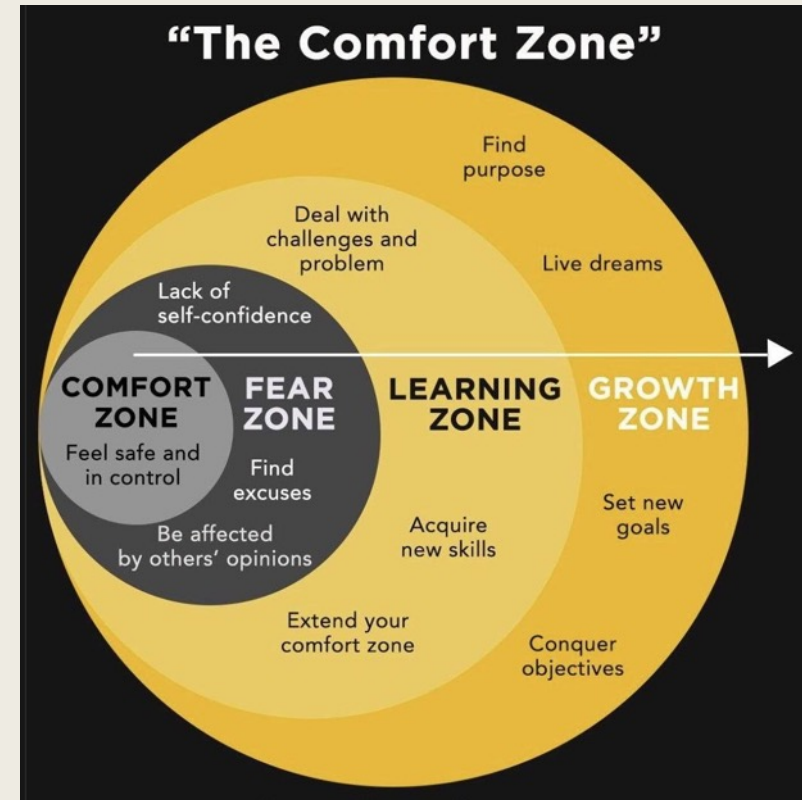 “The Comfort Zone”
Find
purpose
Deal with
challenges and
problem
Live dreams
Lack of
self-confidence
COMFORT
ZONE
Feel safe and
in control
FEAR
ZONE
Find
excuses
Be affected
by others’ opinions
LEARNING
ZONE
Acquire
new skills
Extend your
comfort zone
GROWTH
ZONE
Set new
goals
Conquer
objectives